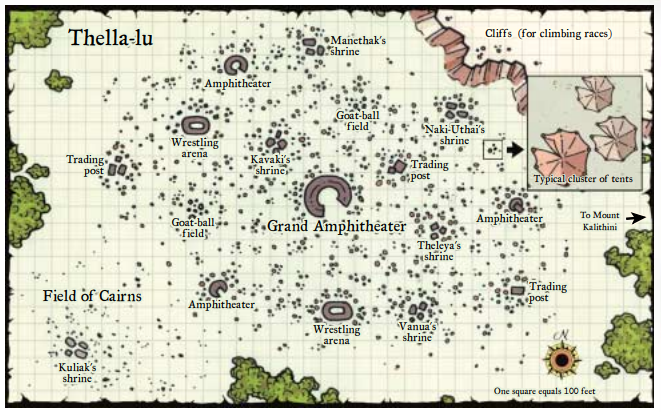 Thella-lu
Cliffs (for climbing races)
Manethak's
shrine
Amphitheater
Goat-ball
field
Naki-Uthai's
shrine
Wrestling
arena
Kavaki's
shrine
Trading
post
Trading
post
Typical cluster of tents
Grand Amphitheater
Goat-ball
field
Amphitheater
To Mount
Kalithini
Theleya's
shrine
Field of Cairns
Amphitheater
Trading
post
Wrestling
arena
Vanua's
shrine
Kuliak's
shrine
N
One square equals 100 feet